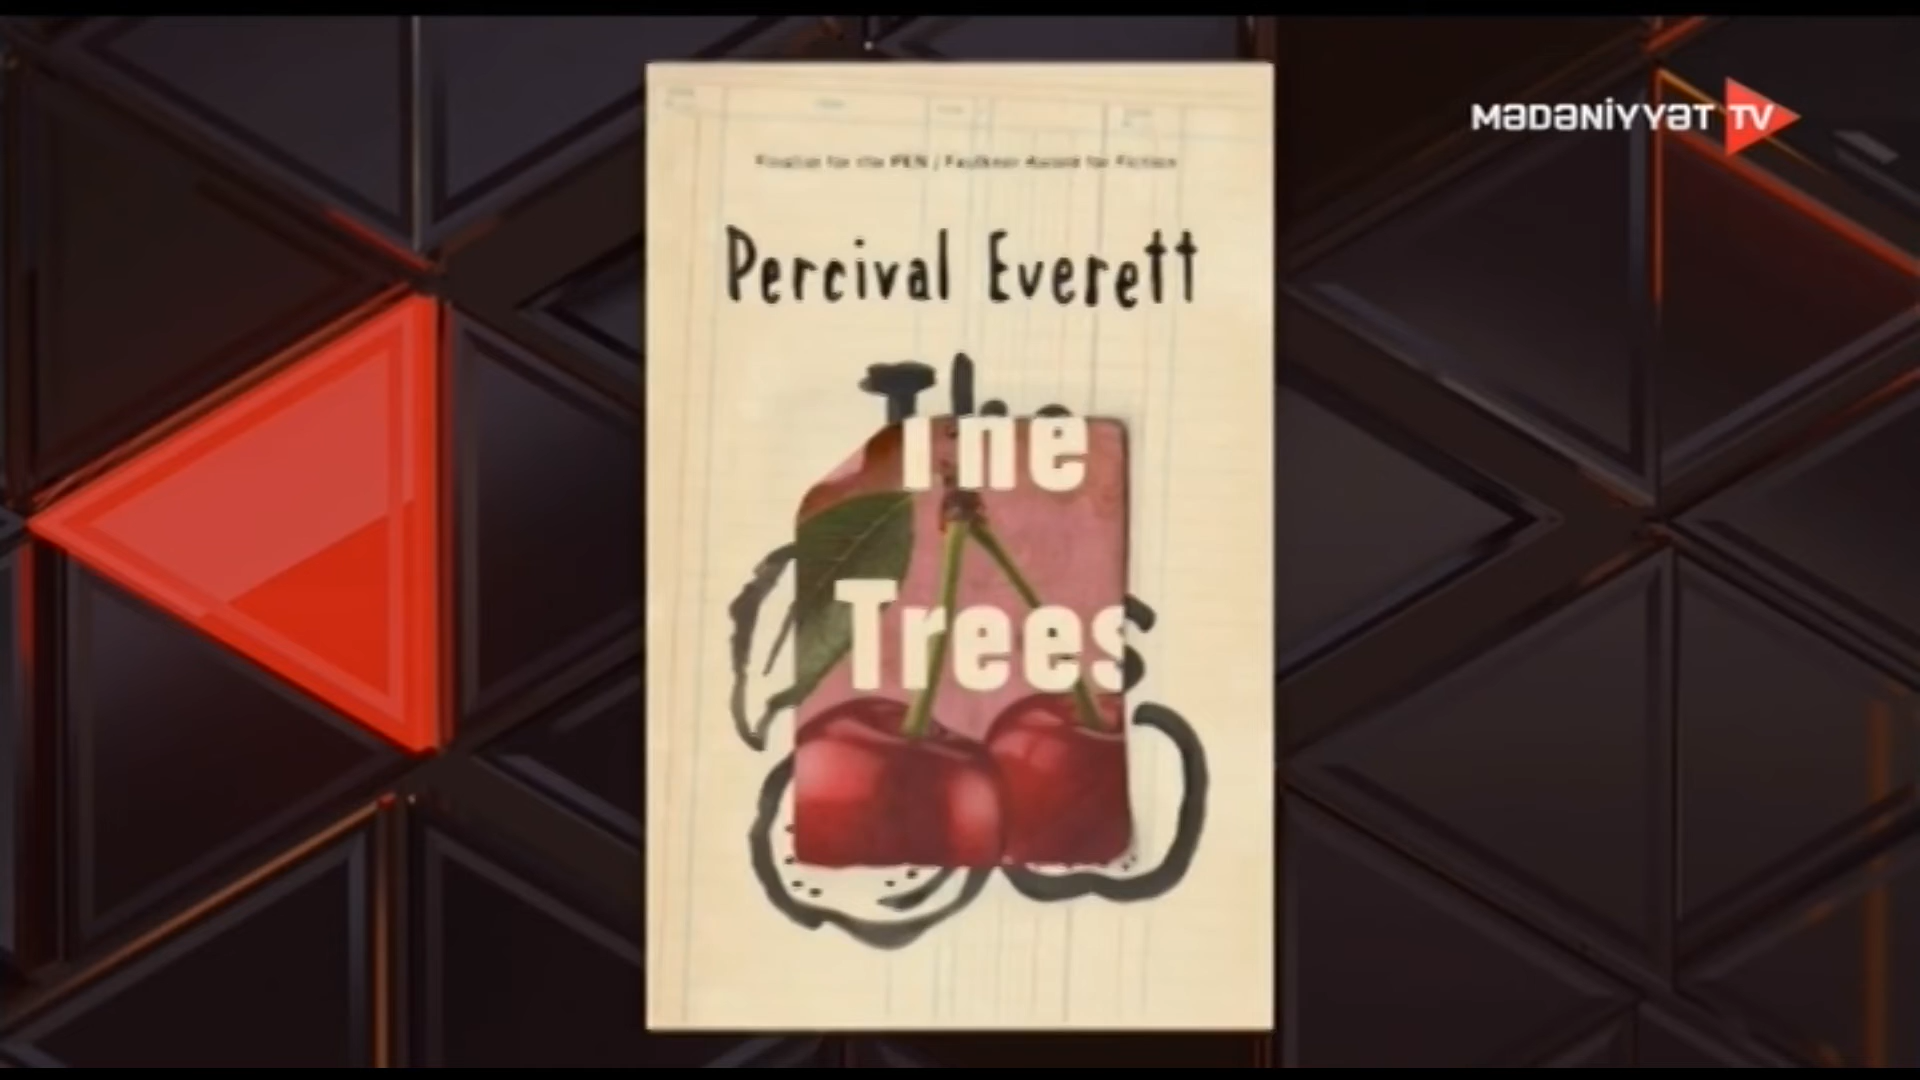 MƏDƏNİYYƏT TV
Finalist for the PEN / Faulkner Award for Fiction
Percival Everett
The
Trees